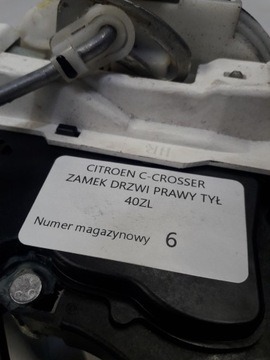 CITROEN C-CROSSER
ZAMEK DRZWI PRAWY TYŁ
40ZL
Numer magazynowy 6